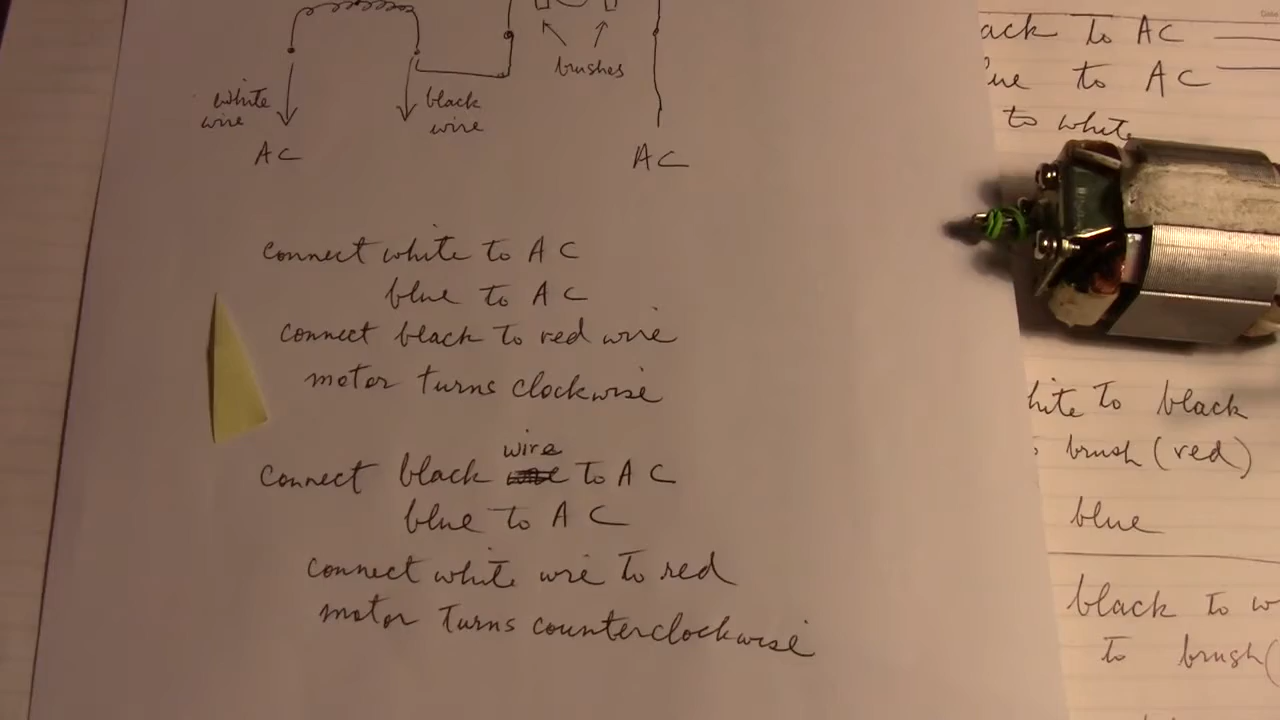 brushes
white
wire
black
wire
AC
AC
connect white to AC
blue to AC
connect black to red wire
motor turns clockwise
wire
connect black to AC
blue to AC
connect white wire to red
motor turns counterclockwise
to AC
to AC
to white
to black
brush (red)
blue
black to
to brush (